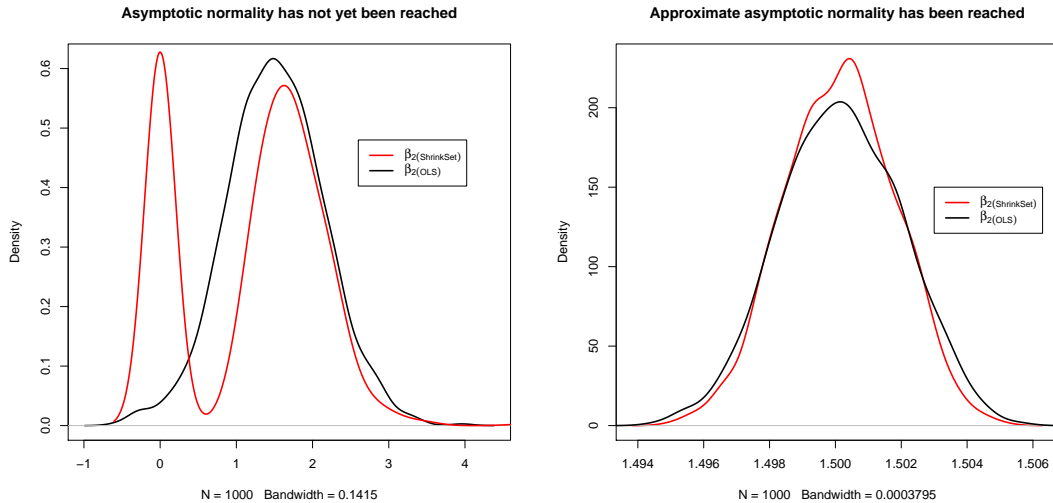 Asymptotic normality has not yet been reached
Density
0.0 0.1 0.2 0.3 0.4 0.5 0.6
β2(ShrinkSet)
β2(OLS)
−1 0 1 2 3 4
N = 1000 Bandwidth = 0.1415
Approximate asymptotic normality has been reached
Density
0 50 100 150 200
β2(ShrinkSet)
β2(OLS)
1.494 1.496 1.498 1.500 1.502 1.504 1.506
N = 1000 Bandwidth = 0.0003795